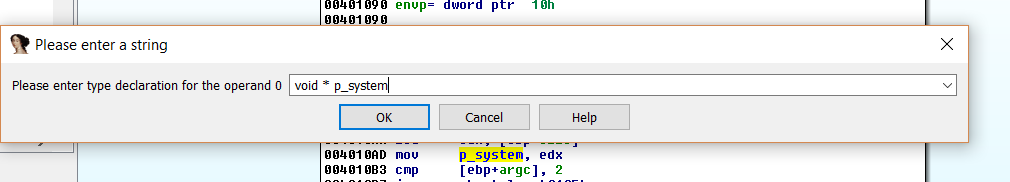 00401090 envp= dword ptr 10h
00401090
Please enter a string
Please enter type declaration for the operand 0 void * p_system
OK Cancel Help
004010AD mov p_system, edx
004010B3 cmp [ebp+argc], 2